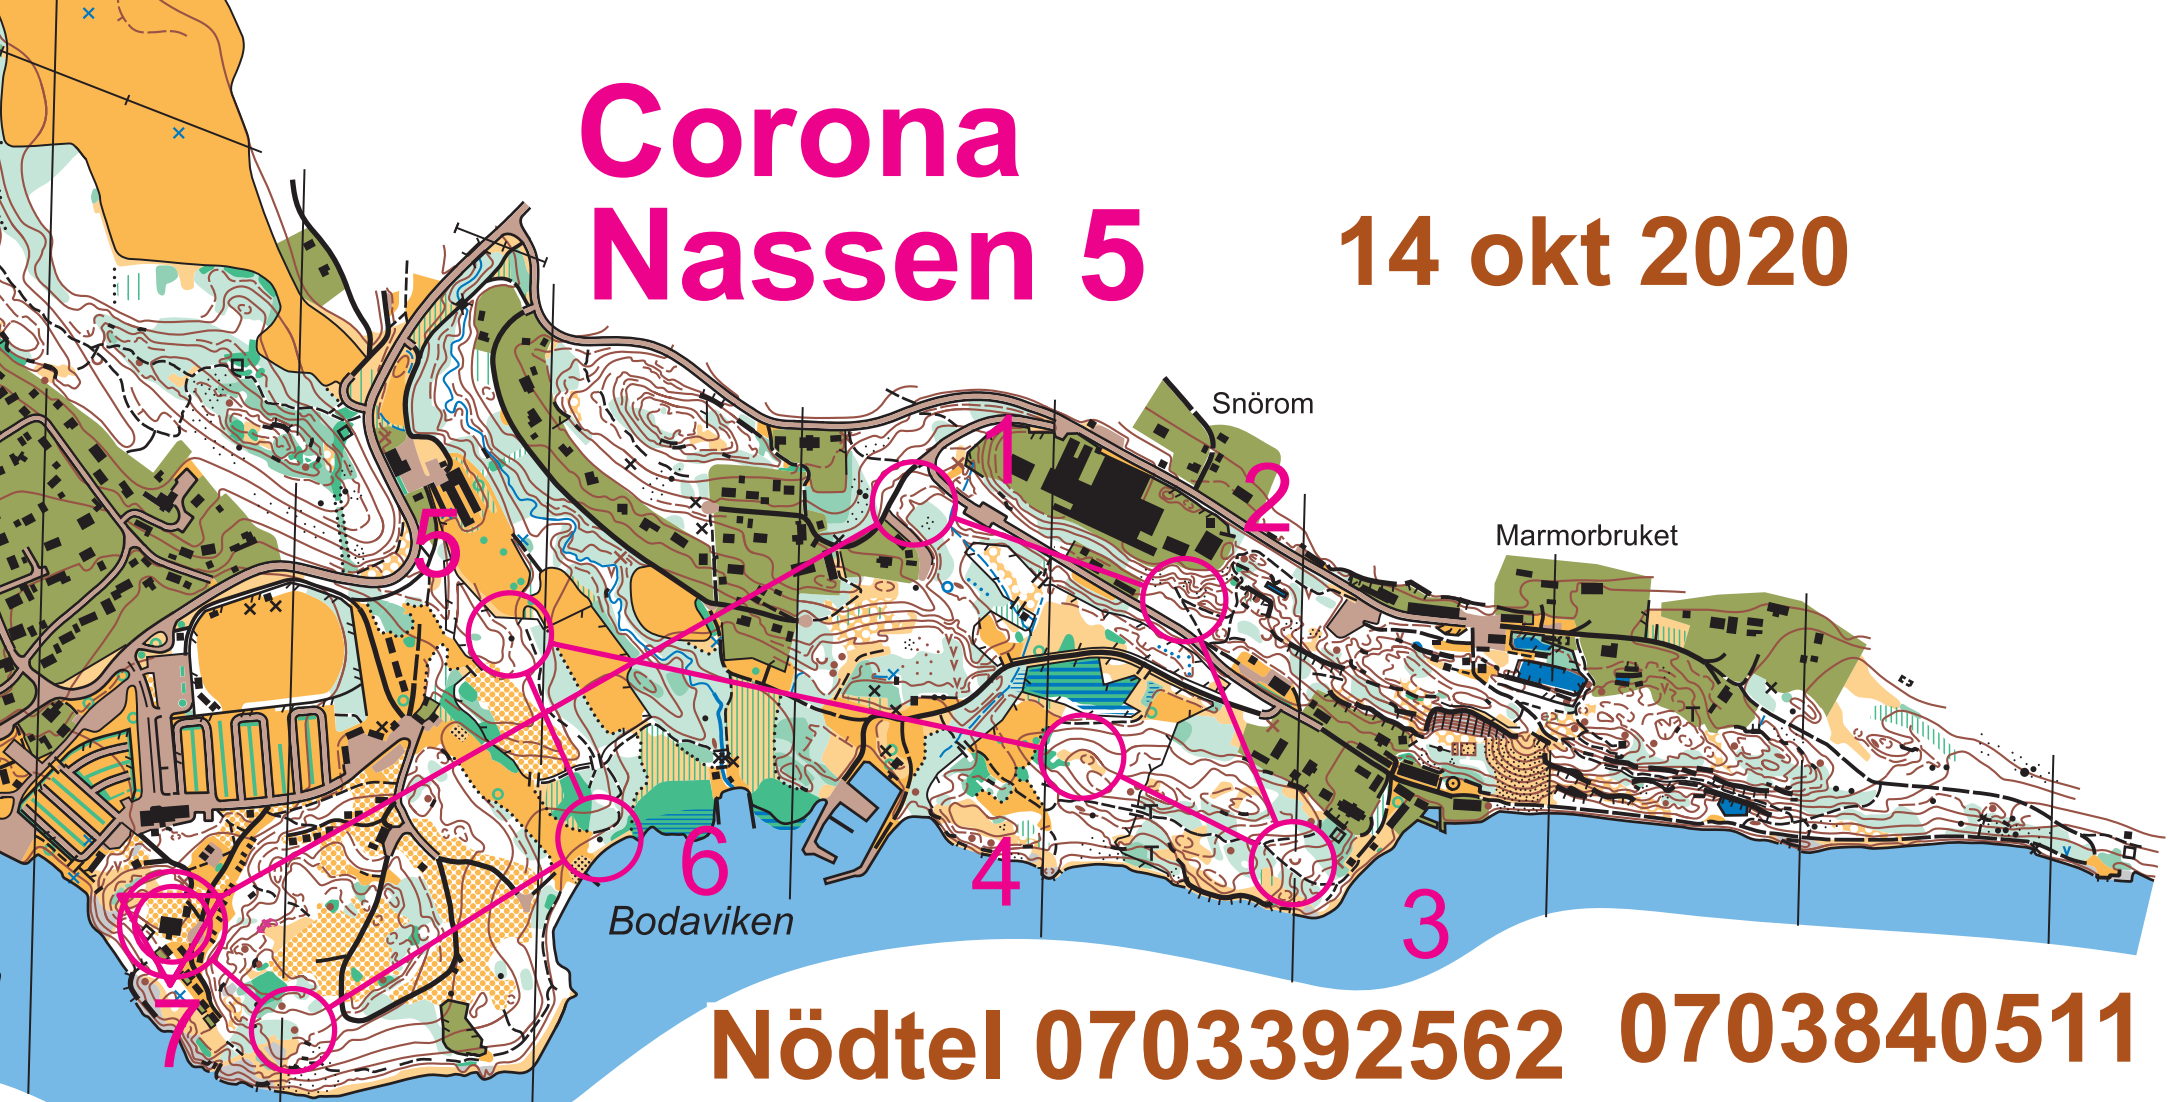 Corona
Nassen 5
14 okt 2020
Snörom
1
2
Marmorbruket
5
6
4
Bodaviken
3
7
Nödtel 0703392562
0703840511